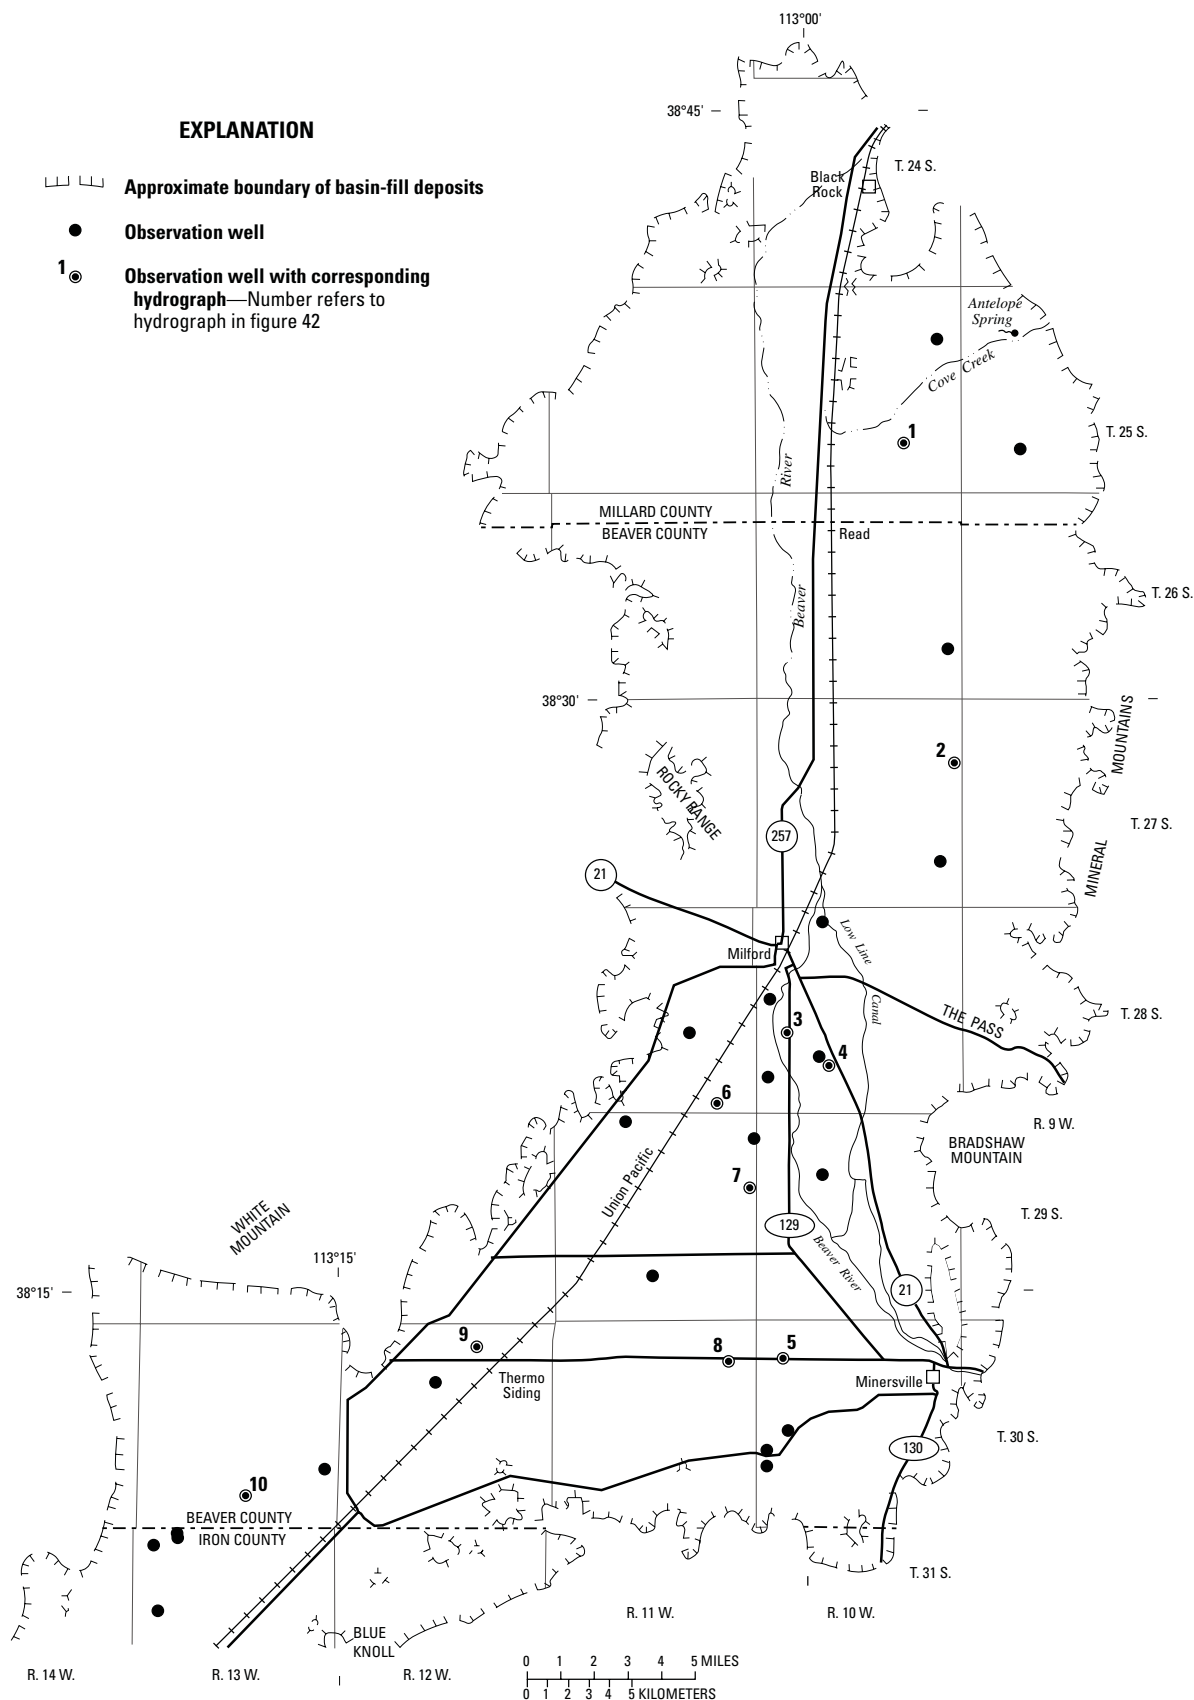 113°00'
38°45'
EXPLANATION
Approximate boundary of basin-fill deposits
Observation well
1
Observation well with corresponding
hydrograph—Number refers to
hydrograph in figure 42
Black
Rock
T. 24 S.
Antelope
Spring
Cove Creek
1
T. 25 S.
River
MILLARD COUNTY
BEAVER COUNTY
Read
Beaver
T. 26 S.
38°30'
2
MOUNTAINS
ROCKY RANGE
257
T. 27 S.
MINERAL
21
Low Line
Milford
Canal
THE PASS
T. 28 S.
3
4
6
R. 9 W.
BRADSHAW
MOUNTAIN
Union Pacific
7
WHITE
MOUNTAIN
129
T. 29 S.
Beaver River
113°15'
38°15'
21
9
8
5
Thermo
Siding
Minersville
T. 30 S.
130
10
BEAVER COUNTY
IRON COUNTY
T. 31 S.
R. 11 W.
R. 10 W.
BLUE
KNOLL
R. 14 W.
R. 13 W.
R. 12 W.
0 1 2 3 4 5 MILES
0 1 2 3 4 5 KILOMETERS